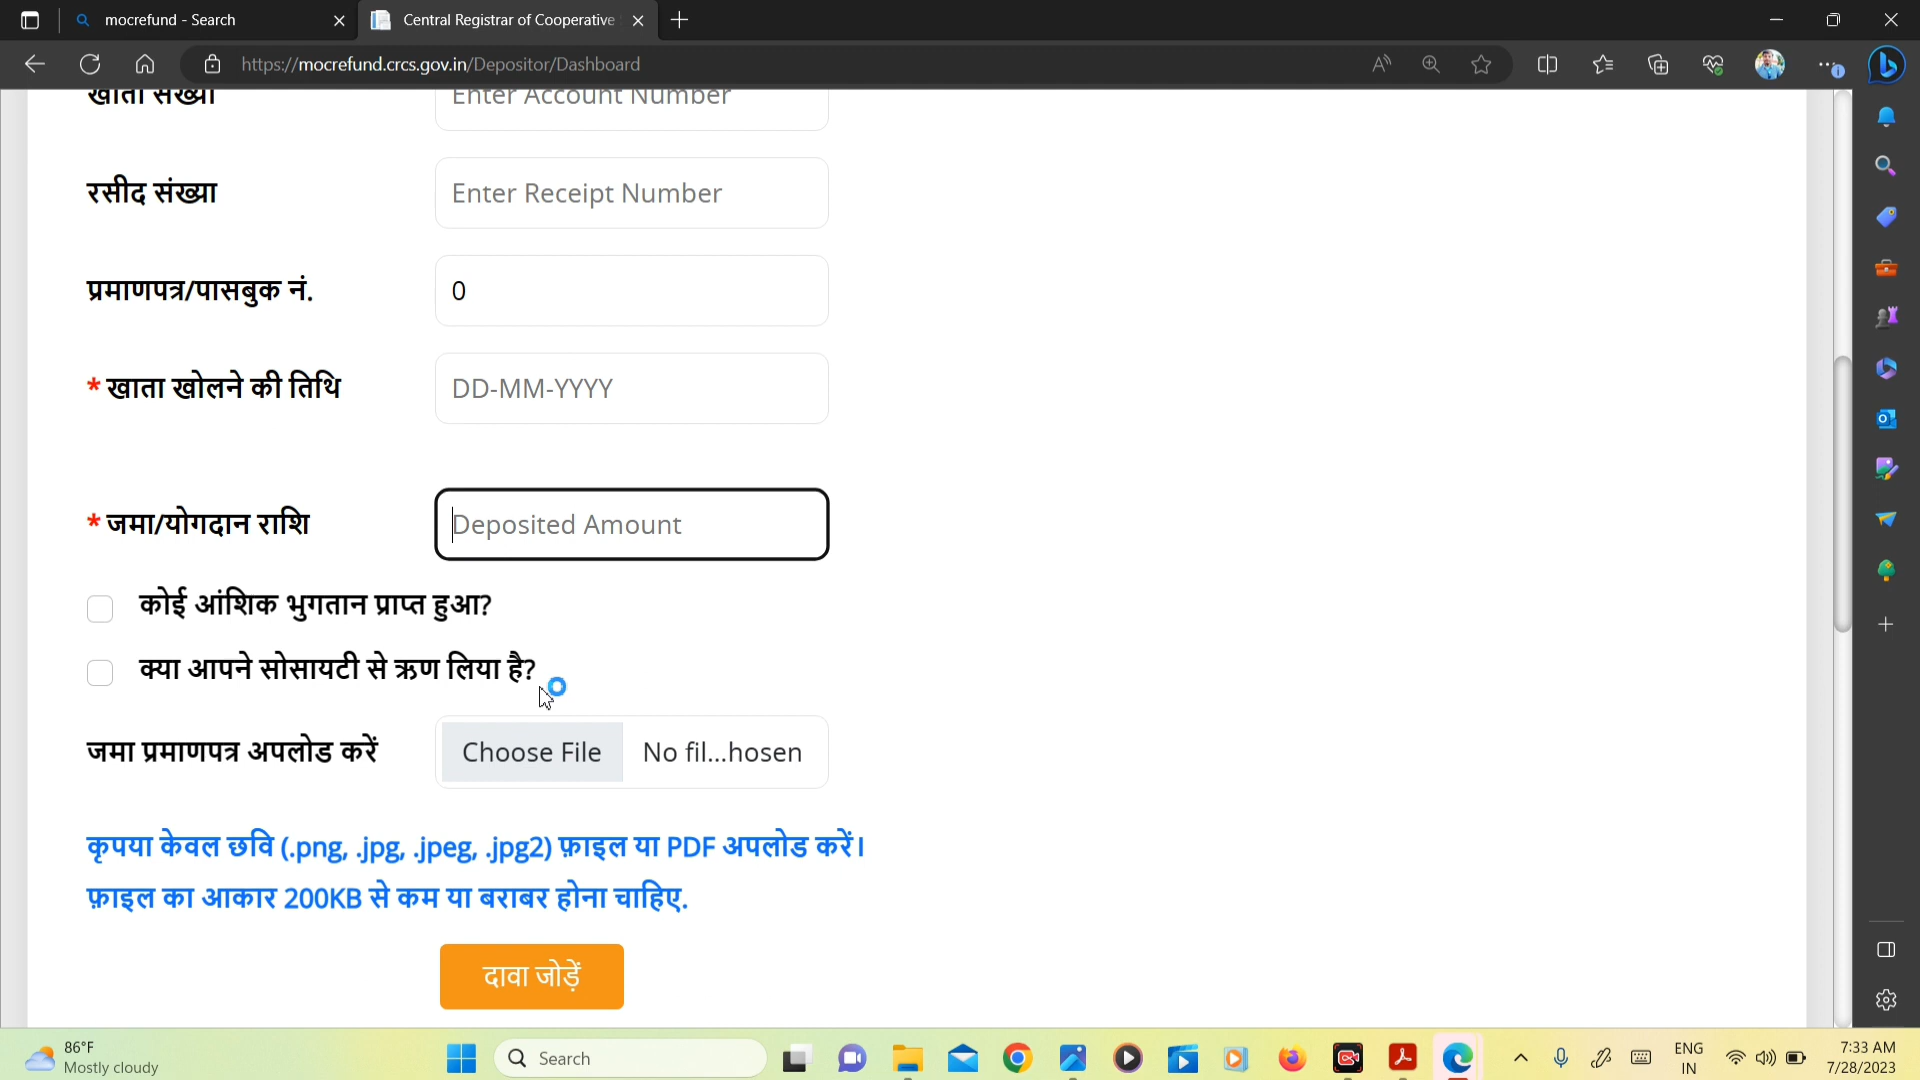 mocrefund - Search
Central Registrar of Cooperative
https://mocrefund.crcs.gov.in/Depositor/Dashboard
खाता संख्या Enter Account Number
रसीद संख्या Enter Receipt Number
प्रमाणपत्र/पासबुक नं. 0
* खाता खोलने की तिथि DD-MM-YYYY
* जमा/योगदान राशि Deposited Amount
कोई आंशिक भुगतान प्राप्त हुआ?
क्या आपने सोसायटी से ऋण लिया है?
जमा प्रमाणपत्र अपलोड करें Choose File No fil...hosen
कृपया केवल छवि (.png, .jpg, .jpeg, .jpg2) फ़ाइल या PDF अपलोड करें।
फ़ाइल का आकार 200KB से कम या बराबर होना चाहिए.
दावा जोड़ें
86°F
Mostly cloudy
Search
ENG
IN
7:33 AM
7/28/2023